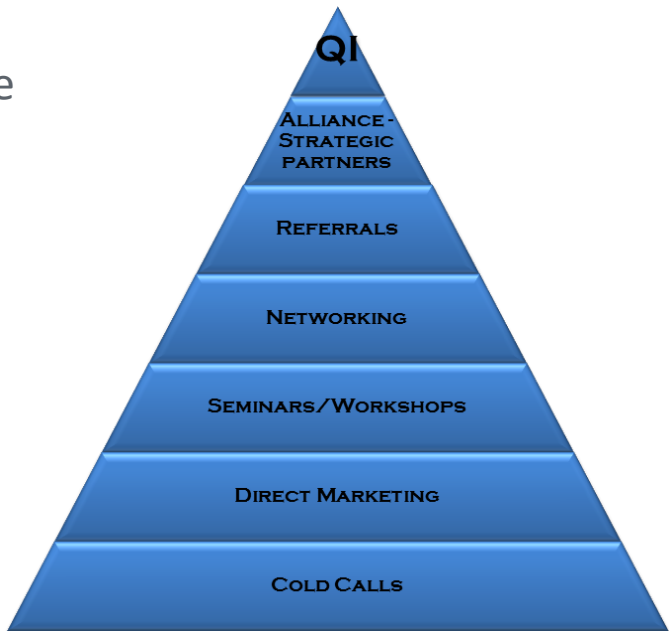 QI
e
ALLIANCE -
STRATEGIC
PARTNERS
REFERRALS
NETWORKING
SEMINARS/WORKSHOPS
DIRECT MARKETING
COLD CALLS